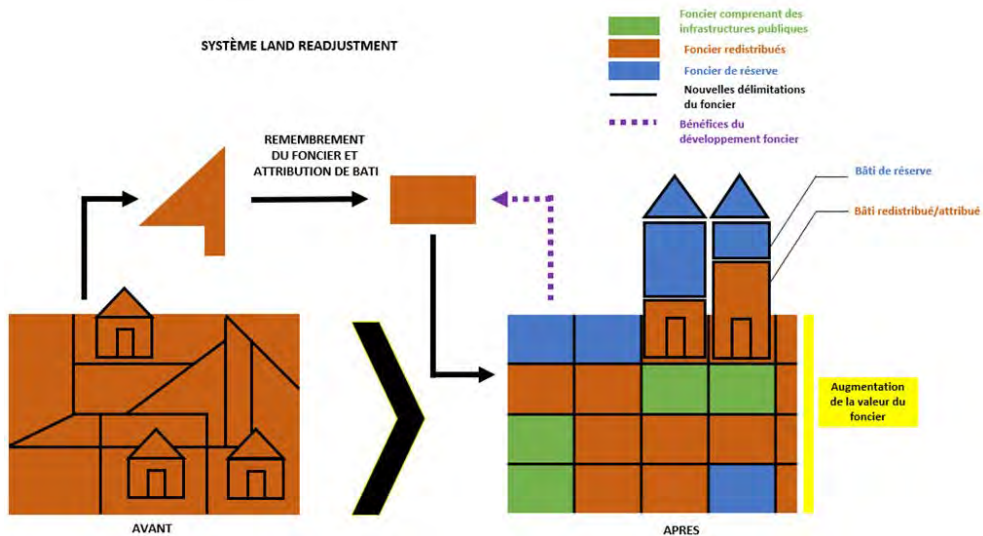 SYSTÈME LAND READJUSTMENT
Foncier comprenant des
infrastructures publiques
Foncier redistribués
Foncier de réserve
Nouvelles délimitations
du foncier
Bénéfices du
développement foncier
REMEMBREMENT
DU FONCIER ET
ATTRIBUTION DE BATI
Bâti de réserve
Bâti redistribué/attribué
Augmentation
de la valeur du
foncier
AVANT
APRES